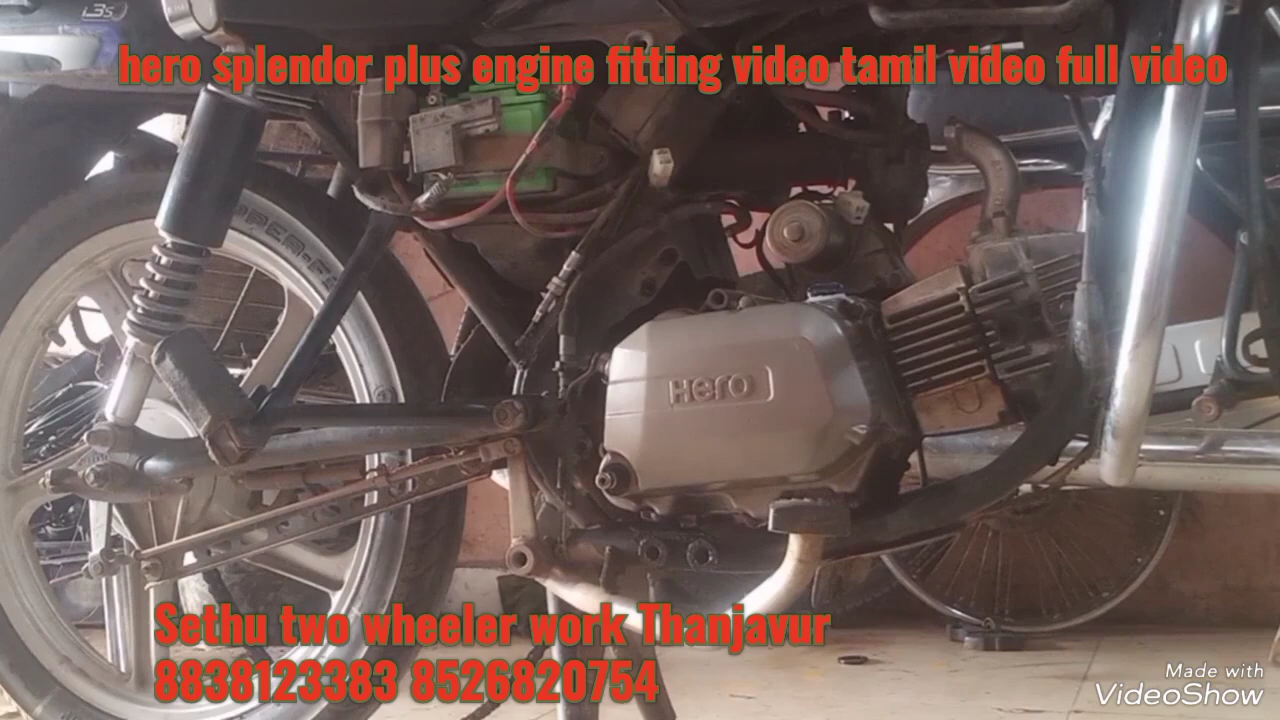 i3s
hero splendor plus engine fitting video tamil video full video
Hero
Sethu two wheeler work Thanjavur
8838123383 8526820754
Made with
VideoShow